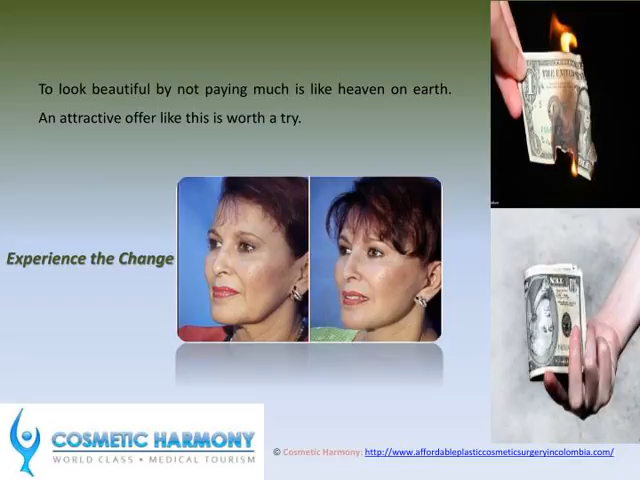 To look beautiful by not paying much is like heaven on earth.
An attractive offer like this is worth a try.
Experience the Change
COSMETIC HARMONY
WORLD CLASS • MEDICAL TOURISM
© Cosmetic Harmony: http://www.affordableplasticcosmeticsurgeryincolombia.com/